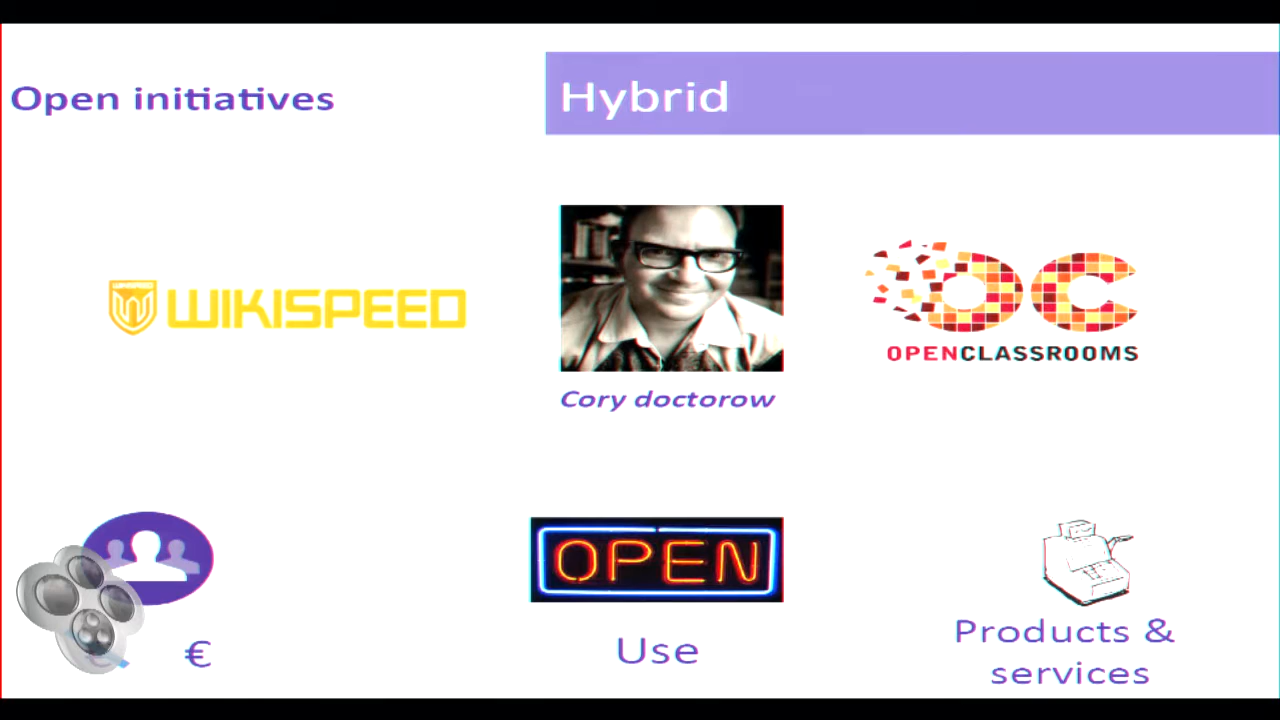 Open initiatives
Hybrid
WIKISPEED
OPENCLASSROOMS
Cory doctorow
OPEN
€
Use
Products &
services